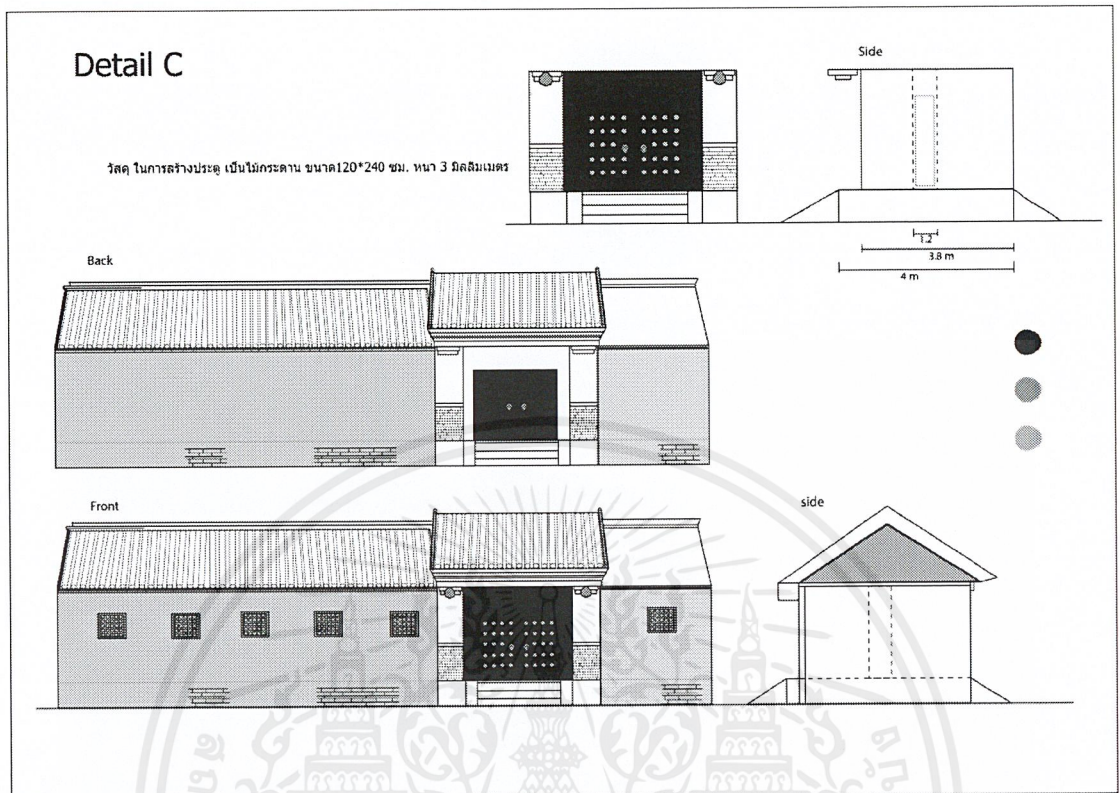 Detail C
Side
วัสดุ ในการสร้างประตู เป็นไม้กระดาน ขนาด120*240 ซม. หนา 3 มิลลิมเมตร
1.2
3.8 m
4 m
Back
Front
side